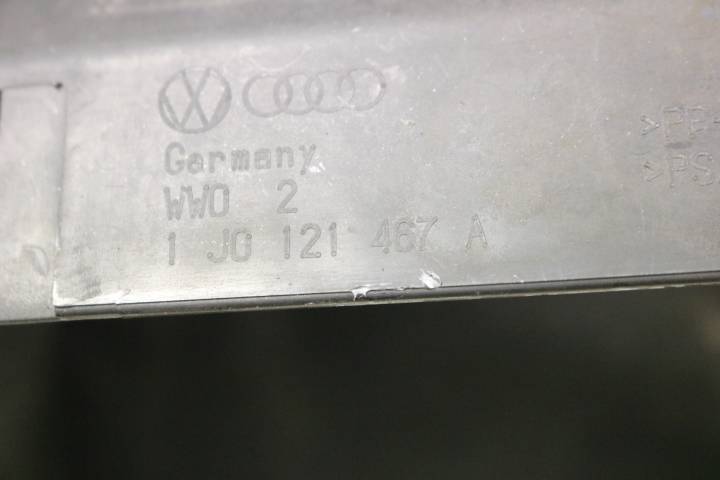 Germany
WWO 2
1 J0 121 467 A
>PP+
>PS